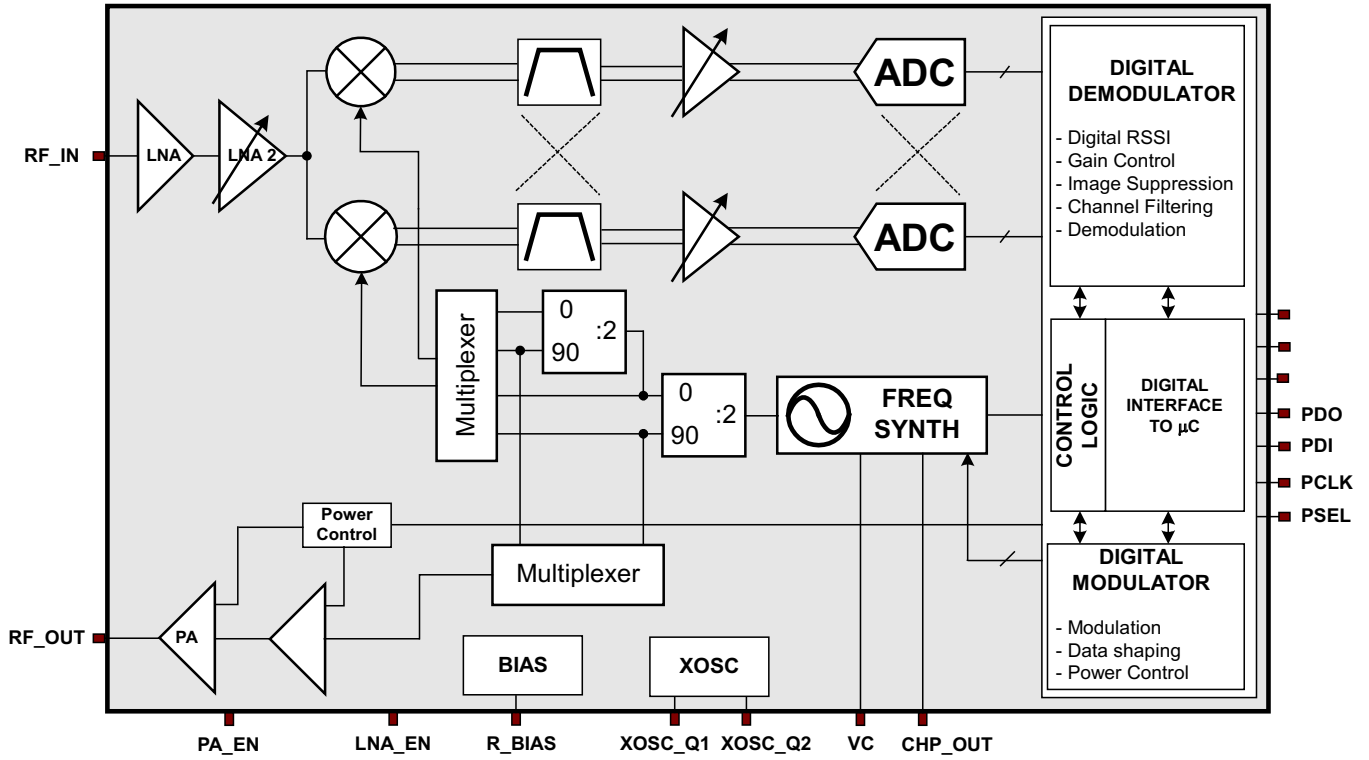 RF_IN
LNA
LNA 2
ADC
ADC
DIGITAL
DEMODULATOR
- Digital RSSI
- Gain Control
- Image Suppression
- Channel Filtering
- Demodulation
Multiplexer
0
90
:2
0
90
:2
FREQ
SYNTH
CONTROL
LOGIC
DIGITAL
INTERFACE
TO µC
PDO
PDI
PCLK
PSEL
Power
Control
Multiplexer
DIGITAL
MODULATOR
- Modulation
- Data shaping
- Power Control
RF_OUT
PA
BIAS
XOSC
PA_EN
LNA_EN
R_BIAS
XOSC_Q1
XOSC_Q2
VC
CHP_OUT